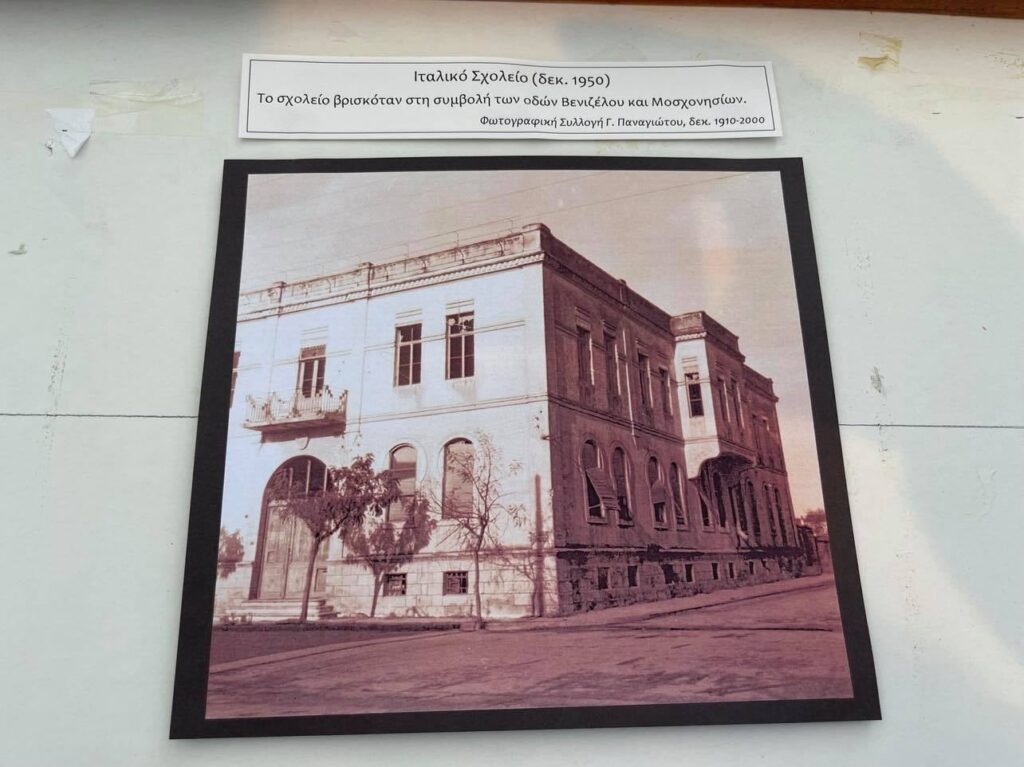 Ιταλικό Σχολείο (δεκ. 1950)
Το σχολείο βρισκόταν στη συμβολή των οδών Βενιζέλου και Μοσχονησίων.
Φωτογραφική Συλλογή Γ. Παναγιώτου, δεκ. 1910-2000